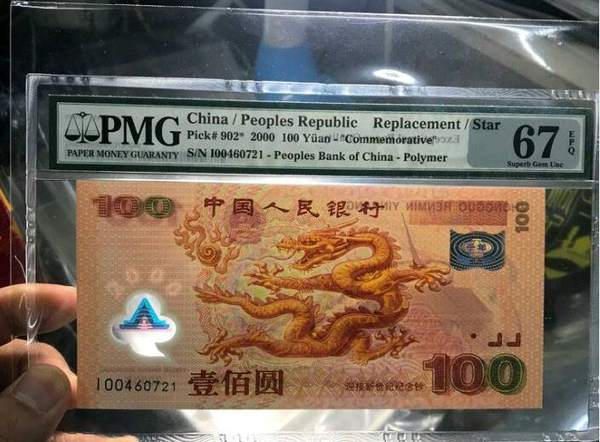 China / Peoples Republic Replacement / Star
PMG Pick# 902* 2000 100 Yüan - "Commemorative" 67 EPQ
PAPER MONEY GUARANTY S/N I00460721 - Peoples Bank of China - Polymer Superb Gem Unc
100 中国人民银行 100
2000
I00460721 壹佰圆 迎接新世纪纪念钞 100